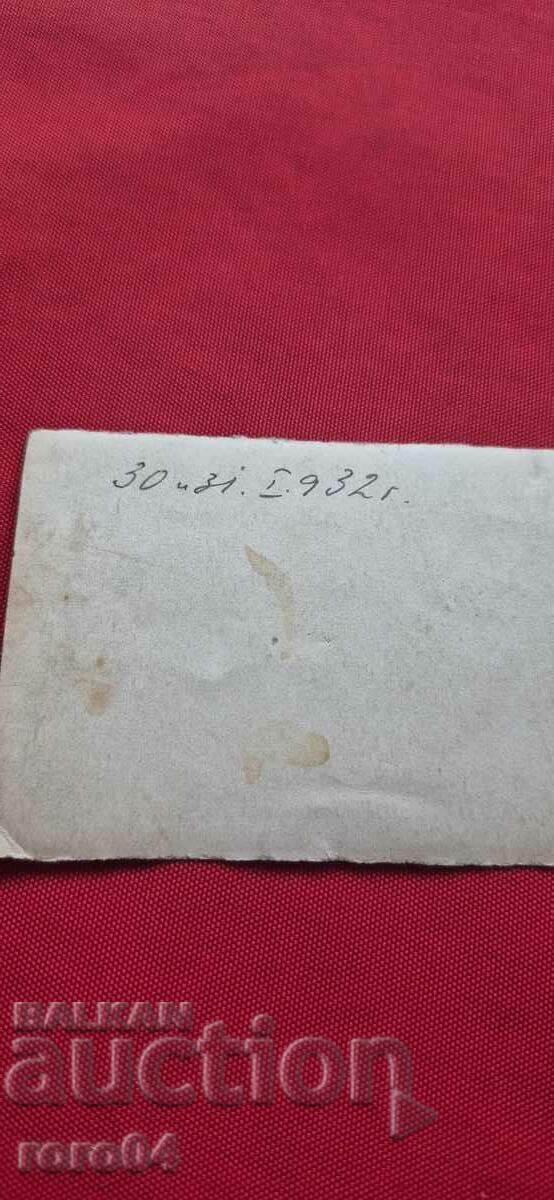 30 и 31. I. 932 г.
BALKAN
auction
roro04